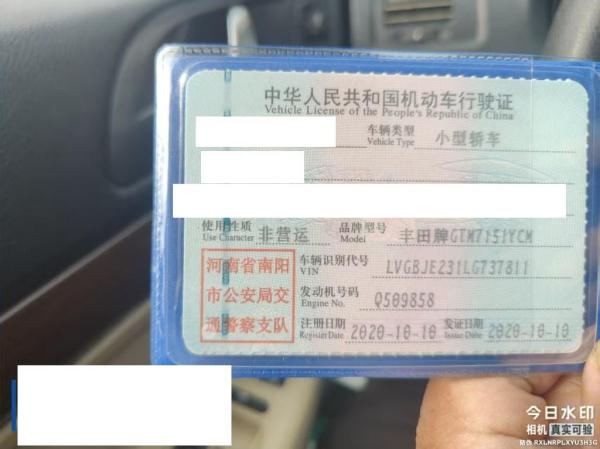 中华人民共和国机动车行驶证
Vehicle License of the People's Republic of China
车辆类型 小型轿车
Vehicle Type
使用性质 非营运 品牌型号 丰田牌GTM7151YCM
Use Character Model
河南省南阳
市公安局交
通警察支队
车辆识别代号 LVGBJE231LG737811
VIN
发动机号码 Q509858
Engine No.
注册日期 2020-10-10 发证日期 2020-10-10
Register Date Issue Date
今日水印
相机 真实可验
防伪 RXLNRPLXYU3H3G